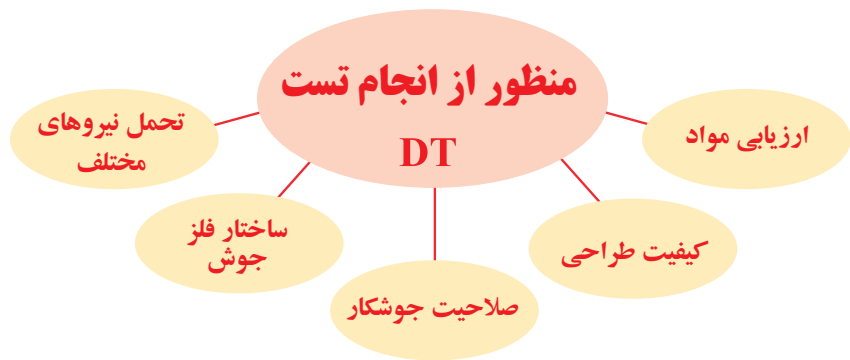 منظور از انجام تست
DT
ارزیابی مواد
کیفیت طراحی
صلاحیت جوشکار
ساختار فلز
جوش
تحمل نیروهای
مختلف